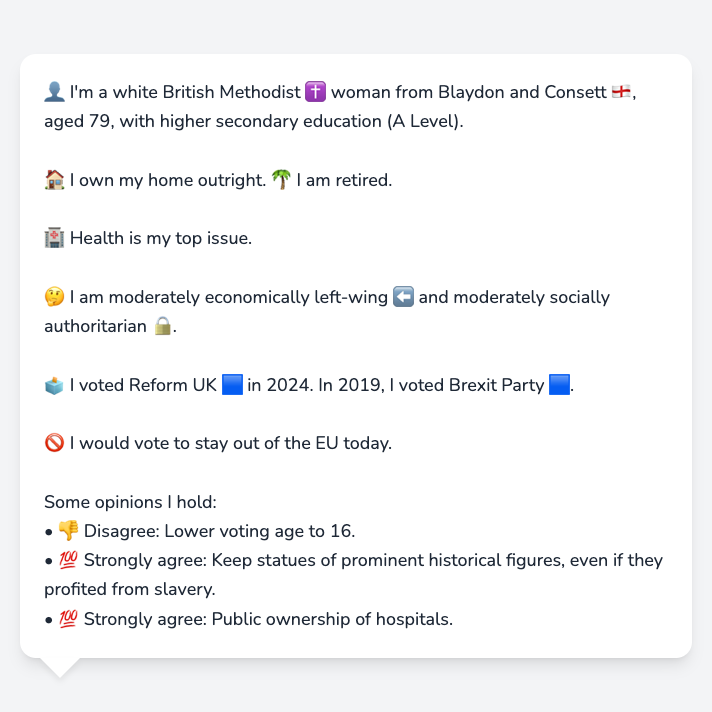 👤 I'm a white British Methodist ✝️ woman from Blaydon and Consett 🏴󠁧󠁢󠁥󠁮󠁧󠁿,
aged 79, with higher secondary education (A Level).
🏠 I own my home outright. 🌴 I am retired.
🏥 Health is my top issue.
🤔 I am moderately economically left-wing ⬅️ and moderately socially
authoritarian 🔒.
🗳️ I voted Reform UK 🟦 in 2024. In 2019, I voted Brexit Party 🟦.
🚫 I would vote to stay out of the EU today.
Some opinions I hold:
• 👎 Disagree: Lower voting age to 16.
• 💯 Strongly agree: Keep statues of prominent historical figures, even if they
profited from slavery.
• 💯 Strongly agree: Public ownership of hospitals.